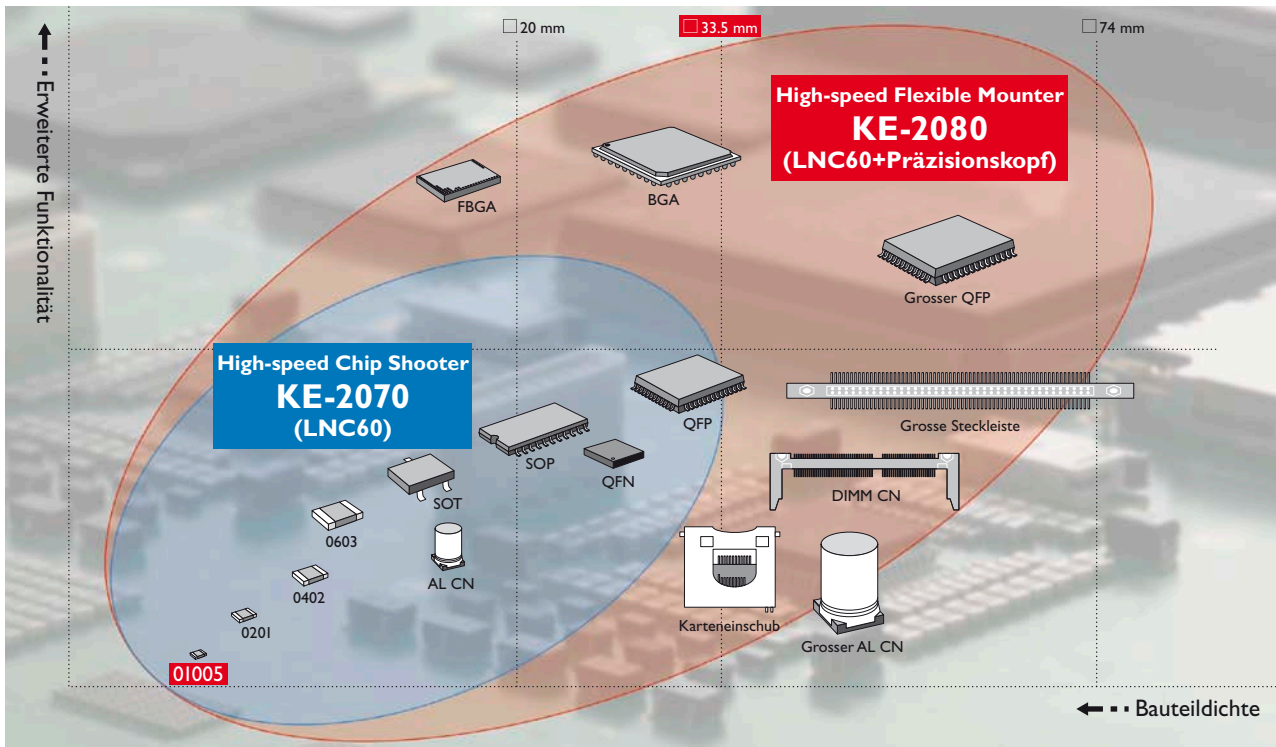 □ 20 mm
□ 33.5 mm
□ 74 mm
Erweiterte Funktionalität
High-speed Flexible Mounter
KE-2080
(LNC60+Präzisionskopf)
FBGA
BGA
Grosser QFP
High-speed Chip Shooter
KE-2070
(LNC60)
QFP
Grosse Steckleiste
SOP
QFN
DIMM CN
SOT
0603
AL CN
0402
Karteneinschub
Grosser AL CN
0201
01005
Bauteildichte